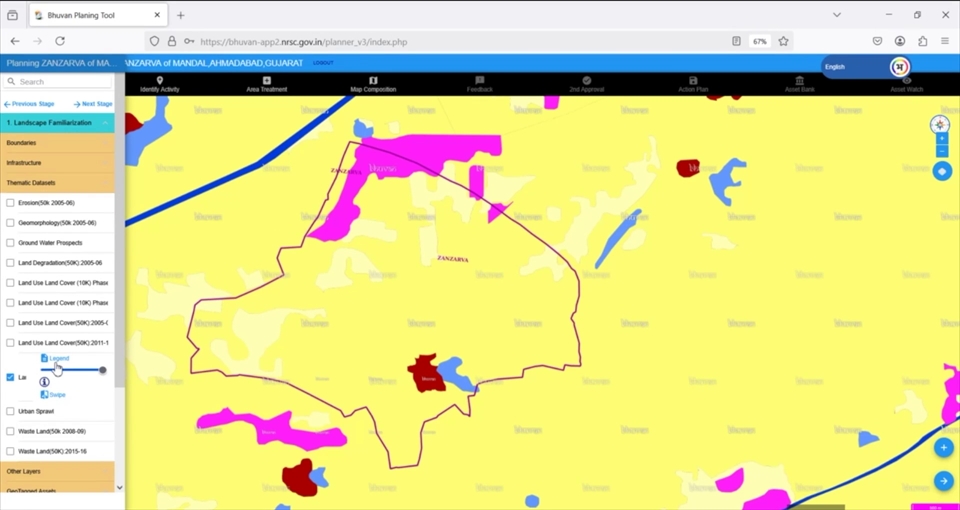 Bhuvan Planing Tool
https://bhuvan-app2.nrsc.gov.in/planner_v3/index.php
67%
Planning ZANZARVA of MA...
ANZARVA of MANDAL,AHMADABAD,GUJARAT
LOGOUT
English
Search
Identify Activity
Area Treatment
Map Composition
Feedback
2nd Approval
Action Plan
Asset Bank
Asset Watch
Previous Stage
Next Stage
1. Landscape Familiarization
Boundaries
Infrastructure
Thematic Datasets
Erosion(50k 2005-06)
Geomorphology(50k 2005-06)
Ground Water Prospects
Land Degradation(50K):2005-06
Land Use Land Cover (10K) Phase
Land Use Land Cover (10K) Phase
Land Use Land Cover(50K):2005-(
Land Use Land Cover(50K):2011-1
Legend
Lar
Swipe
Urban Sprawl
Waste Land(50k 2008-09)
Waste Land(50K):2015-16
Other Layers
GeoTagged Assets
ZANZARVA
ZANZARVA